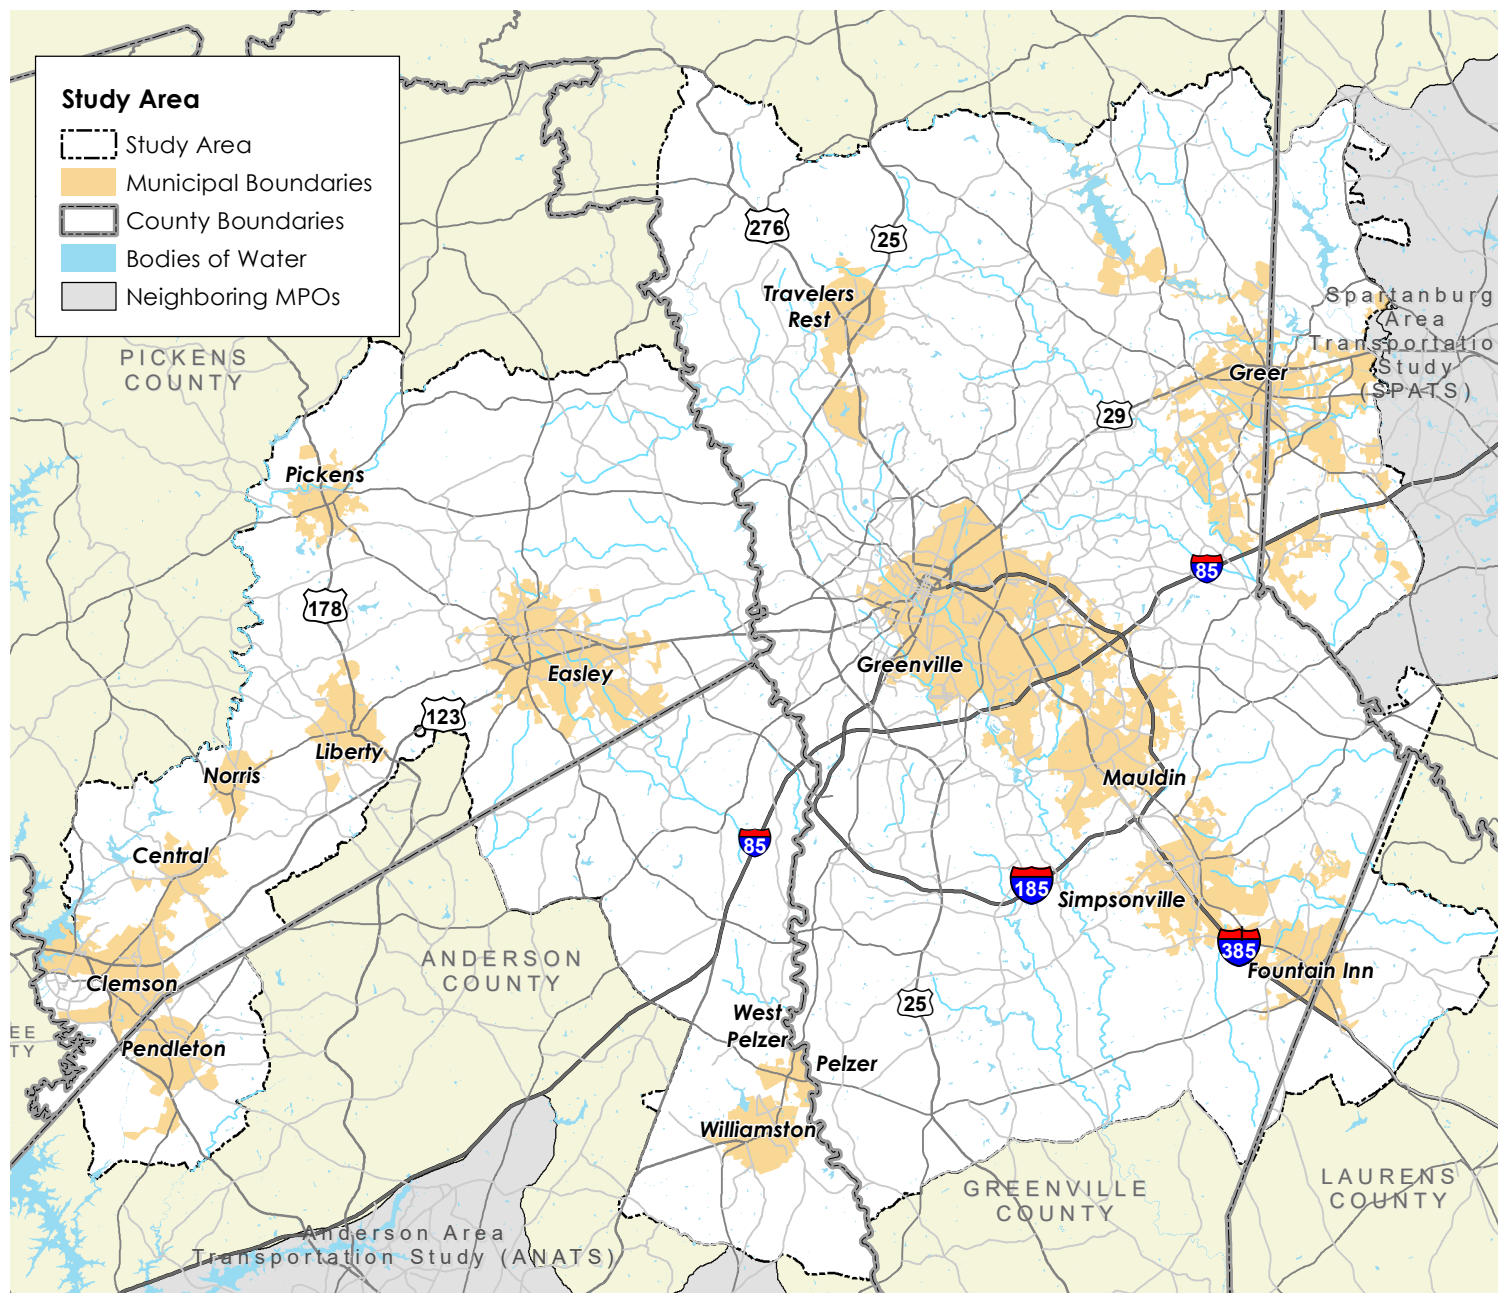 Study Area
Study Area
Municipal Boundaries
County Boundaries
Bodies of Water
Neighboring MPOs
276
25
Travelers
Rest
Spartanburg
Area
Transportatio
Study
(SPATS)
PICKENS
COUNTY
Greer
29
Pickens
85
178
Greenville
Easley
123
Liberty
Norris
Mauldin
85
Central
185
Simpsonville
385
Fountain Inn
ANDERSON
COUNTY
Clemson
25
West
Pelzer
EE
TY
Pendleton
Pelzer
Williamston
GREENVILLE
COUNTY
LAURENS
COUNTY
Anderson Area
Transportation Study (ANATS)